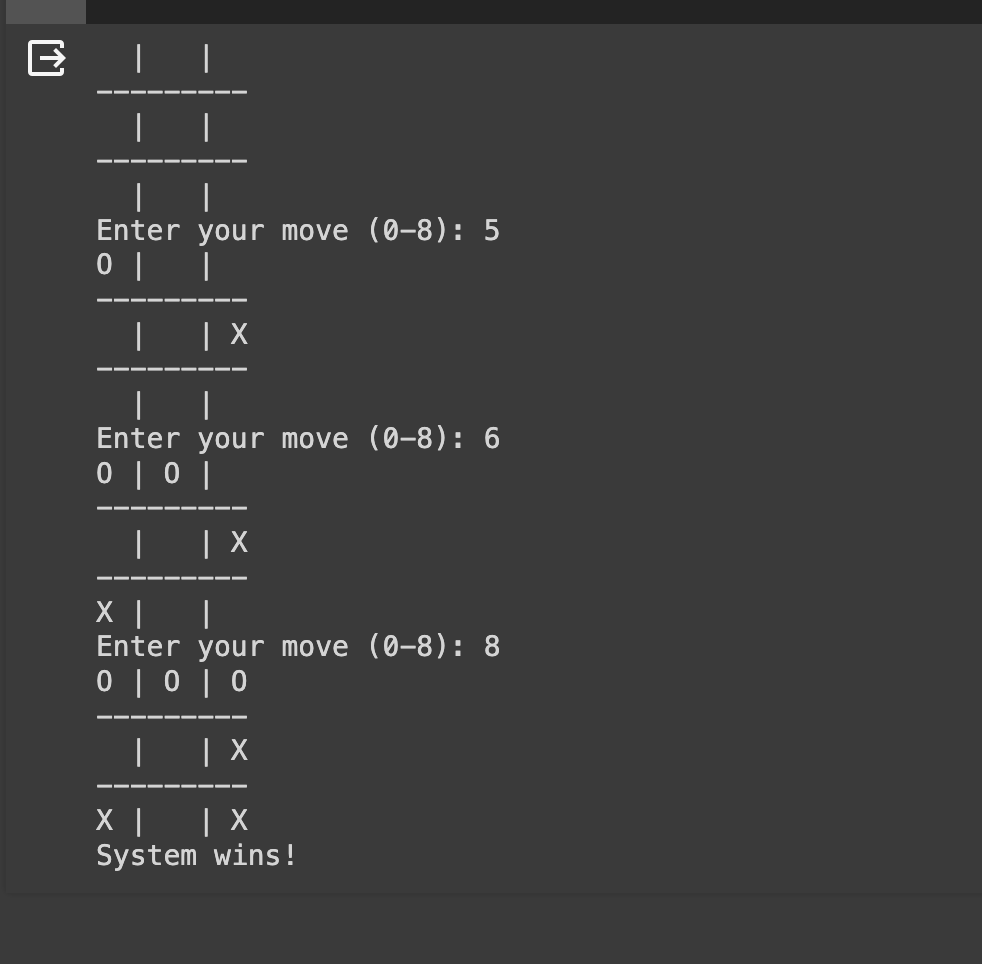 |   |
---------
  |   |
---------
  |   |
Enter your move (0-8): 5
O |   |
---------
  |   | X
---------
  |   |
Enter your move (0-8): 6
O | O |
---------
  |   | X
---------
X |   |
Enter your move (0-8): 8
O | O | O
---------
  |   | X
---------
X |   | X
System wins!